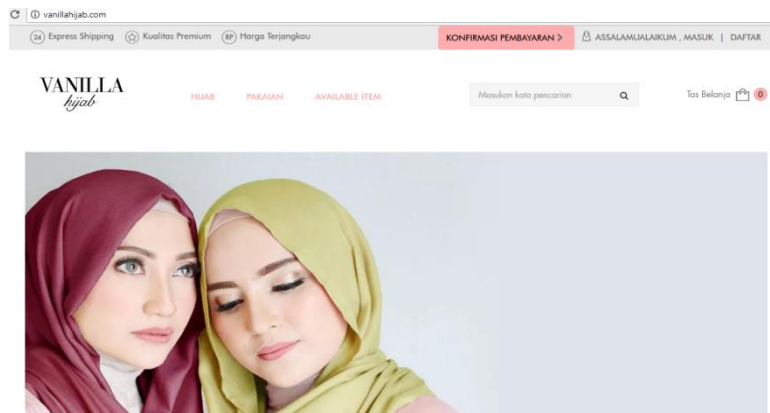 vanillahijab.com
24 Express Shipping Kualitas Premium RP Harga Terjangkau KONFIRMASI PEMBAYARAN > ASSALAMUALAIKUM , MASUK | DAFTAR
VANILLA
hijab
HIJAB PAKAIAN AVAILABLE ITEM Masukan kata pencarian Tas Belanja 0